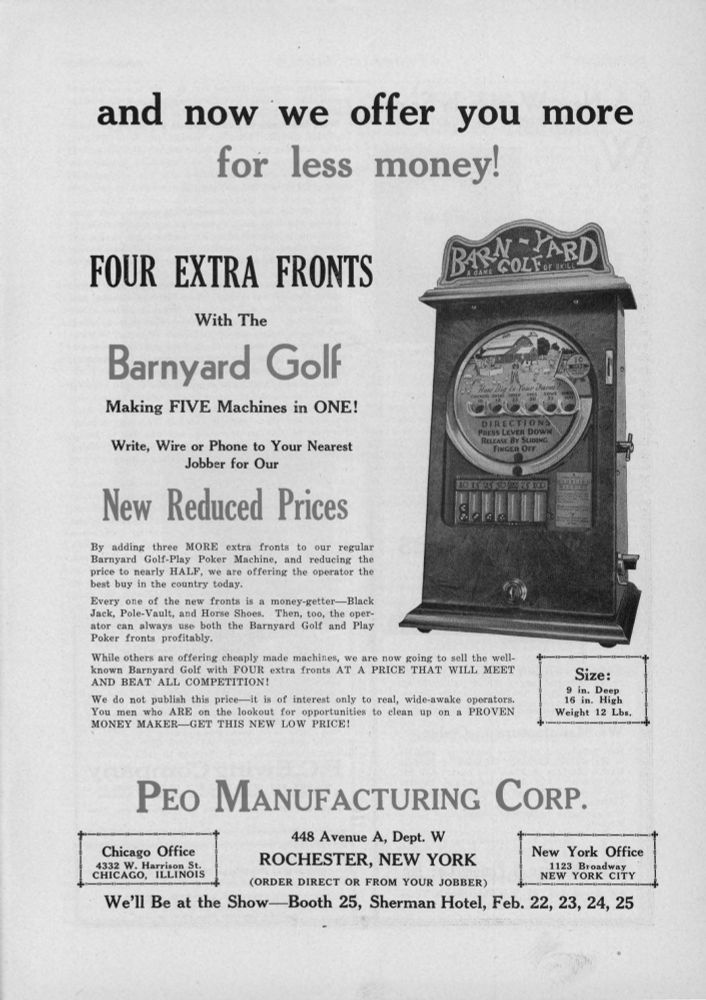 and now we offer you more
for less money!
FOUR EXTRA FRONTS
With The
Barnyard Golf
Making FIVE Machines in ONE!
Write, Wire or Phone to Your Nearest
Jobber for Our
New Reduced Prices
By adding three MORE extra fronts to our regular
Barnyard Golf-Play Poker Machine, and reducing the
price to nearly HALF, we are offering the operator the
best buy in the country today.
Every one of the new fronts is a money-getter—Black
Jack, Pole-Vault, and Horse Shoes. Then, too, the oper-
ator can always use both the Barnyard Golf and Play
Poker fronts profitably.
While others are offering cheaply made machines, we are now going to sell the well-
known Barnyard Golf with FOUR extra fronts AT A PRICE THAT WILL MEET
AND BEAT ALL COMPETITION!
We do not publish this price—it is of interest only to real, wide-awake operators.
You men who ARE on the lookout for opportunities to clean up on a PROVEN
MONEY MAKER—GET THIS NEW LOW PRICE!
BARN-YARD
A GAME GOLF OF SKILL
How Big is Your Farm?
DIRECTIONS
PRESS LEVER DOWN
RELEASE BY SLIDING
FINGER OFF
Size:
9 in. Deep
16 in. High
Weight 12 Lbs.
PEO MANUFACTURING CORP.
448 Avenue A, Dept. W
ROCHESTER, NEW YORK
(ORDER DIRECT OR FROM YOUR JOBBER)
Chicago Office
4332 W. Harrison St.
CHICAGO, ILLINOIS
New York Office
1123 Broadway
NEW YORK CITY
We'll Be at the Show—Booth 25, Sherman Hotel, Feb. 22, 23, 24, 25